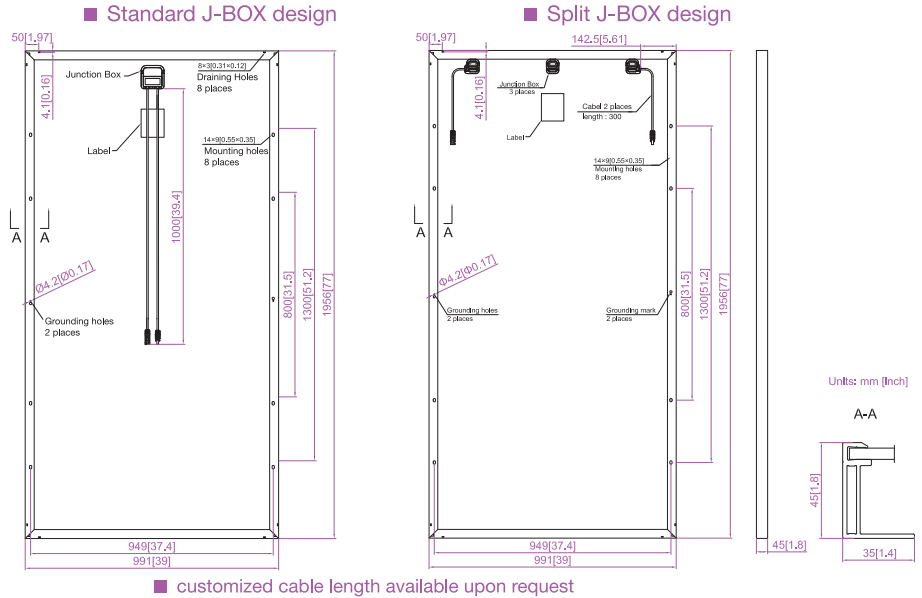 ■ Standard J-BOX design
50[1.97]
4.1[0.16]
Junction Box
8×3[0.31×0.12]
Draining Holes
8 places
Label
14×9[0.55×0.35]
Mounting holes
8 places
A A
1000[39.4]
Ø4.2[Ø0.17]
Grounding holes
2 places
800[31.5]
1300[51.2]
1956[77]
949[37.4]
991[39]
■ Split J-BOX design
50[1.97]
142.5[5.61]
4.1[0.16]
Junction Box
3 places
Cabel 2 places
length : 300
Label
14×9[0.55×0.35]
Mounting holes
8 places
A A
Φ4.2[Φ0.17]
Grounding holes
2 places
Grounding mark
2 places
800[31.5]
1300[51.2]
1956[77]
949[37.4]
991[39]
45[1.8]
Units: mm [Inch]
A-A
45[1.8]
35[1.4]
■ customized cable length available upon request